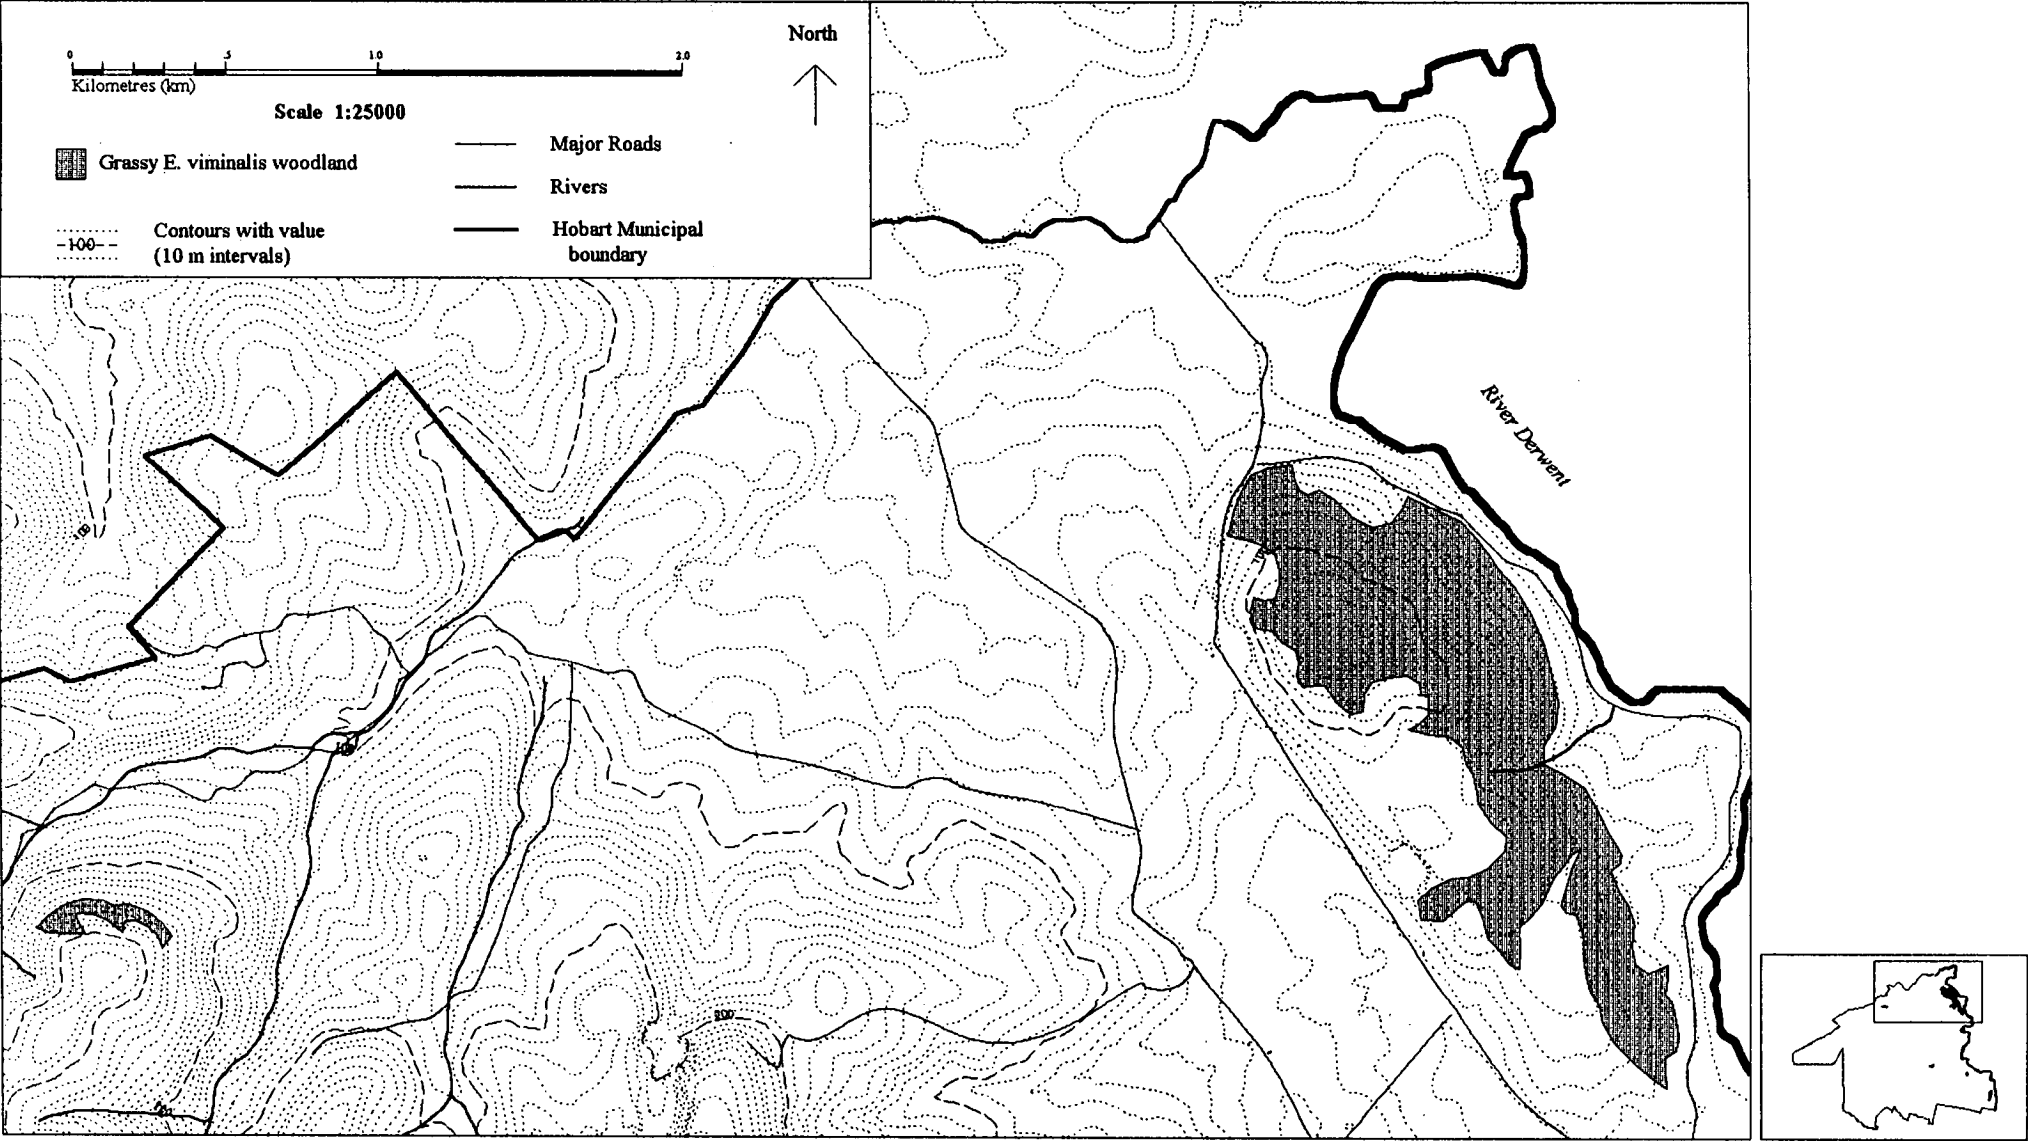 0 .5 1.0 2.0
Kilometres (km)
Scale 1:25000
North
Grassy E. viminalis woodland
Major Roads
Rivers
-100--
Contours with value
(10 m intervals)
Hobart Municipal
boundary
River Derwent
100
200